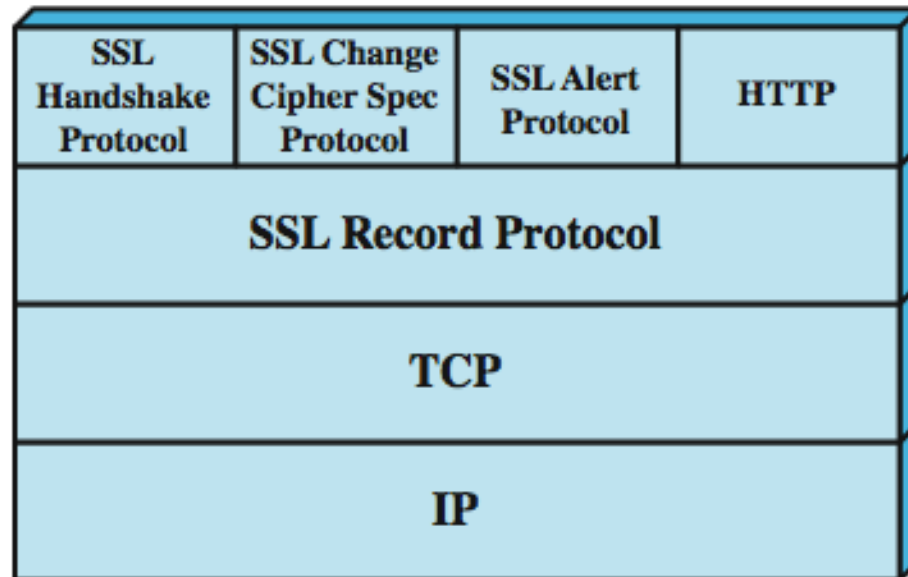 SSL
Handshake
Protocol
SSL Change
Cipher Spec
Protocol
SSL Alert
Protocol
HTTP
SSL Record Protocol
TCP
IP